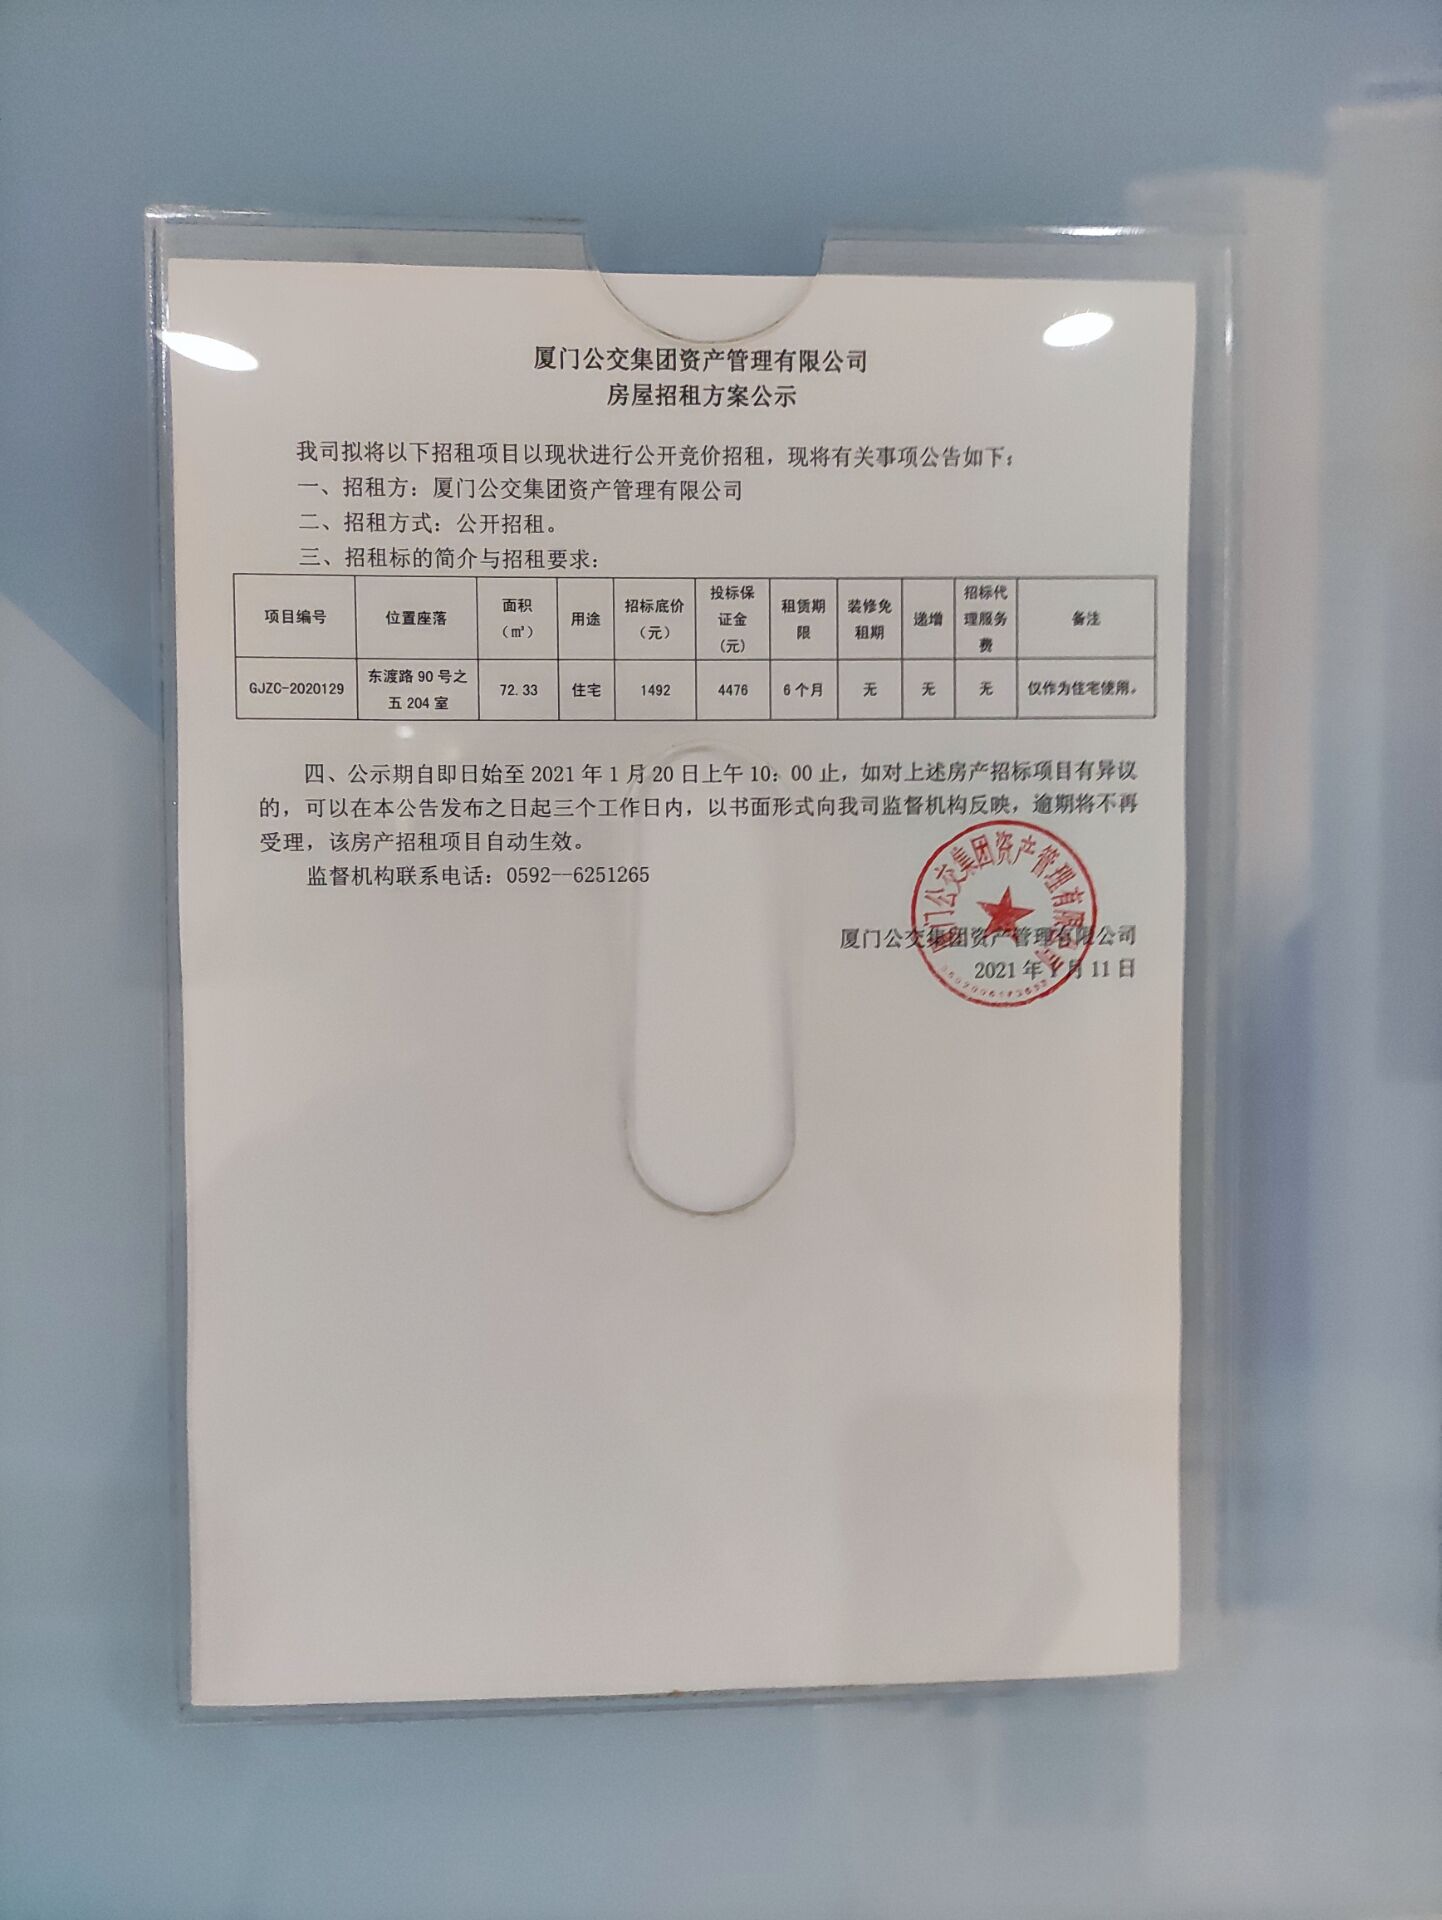 厦门公交集团资产管理有限公司
房屋招租方案公示
我司拟将以下招租项目以现状进行公开竞价招租，现将有关事项公告如下：
一、招租方：厦门公交集团资产管理有限公司
二、招租方式：公开招租。
三、招租标的简介与招租要求：
项目编号 位置座落 面积（㎡） 用途 招标底价（元） 投标保证金（元） 租赁期限 装修免租期 递增 招标代理服务费 备注
GJZC-2020129 东渡路90号之五204室 72.33 住宅 1492 4476 6个月 无 无 无 仅作为住宅使用。
四、公示期自即日始至2021年1月20日上午10：00止，如对上述房产招标项目有异议
的，可以在本公告发布之日起三个工作日内，以书面形式向我司监督机构反映，逾期将不再
受理，该房产招租项目自动生效。
监督机构联系电话：0592--6251265
厦门公交集团资产管理有限公司
2021年1月11日
厦门公交集团资产管理有限公司